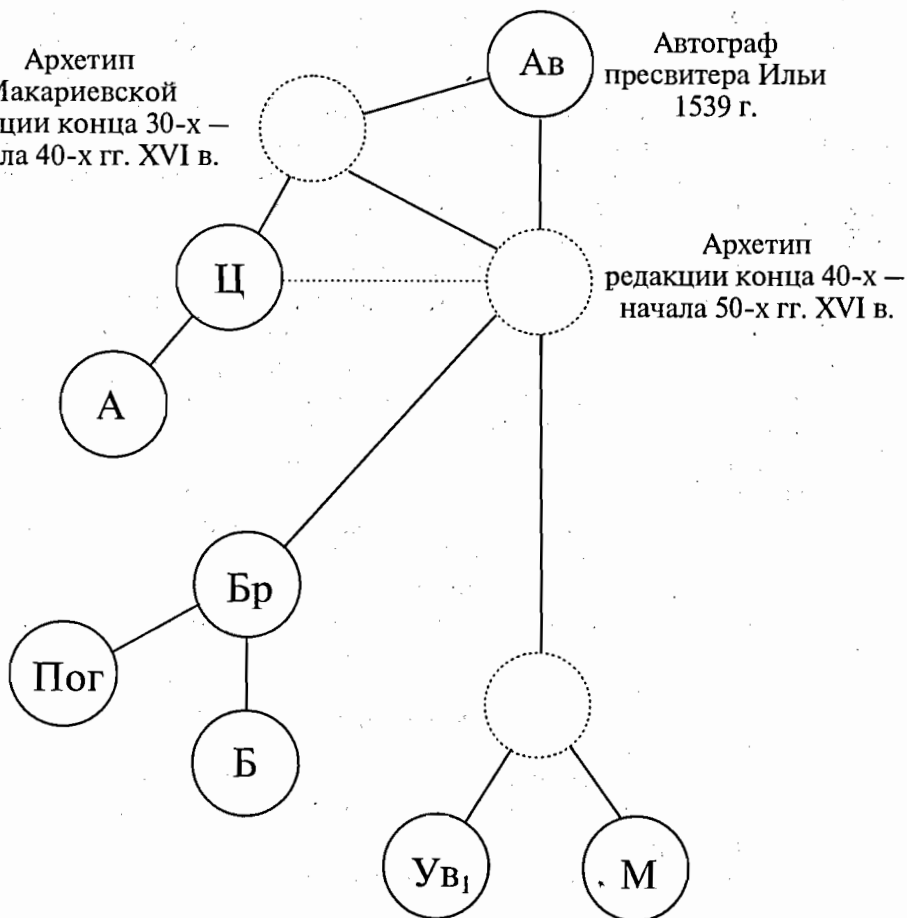 Архетип
Макариевской
ции конца 30-х –
ла 40-х гг. XVI в.
Ав
Автограф
пресвитера Ильи
1539 г.
Ц
Архетип
редакции конца 40-х –
начала 50-х гг. XVI в.
А
Бр
Пог
Б
Ув₁
М